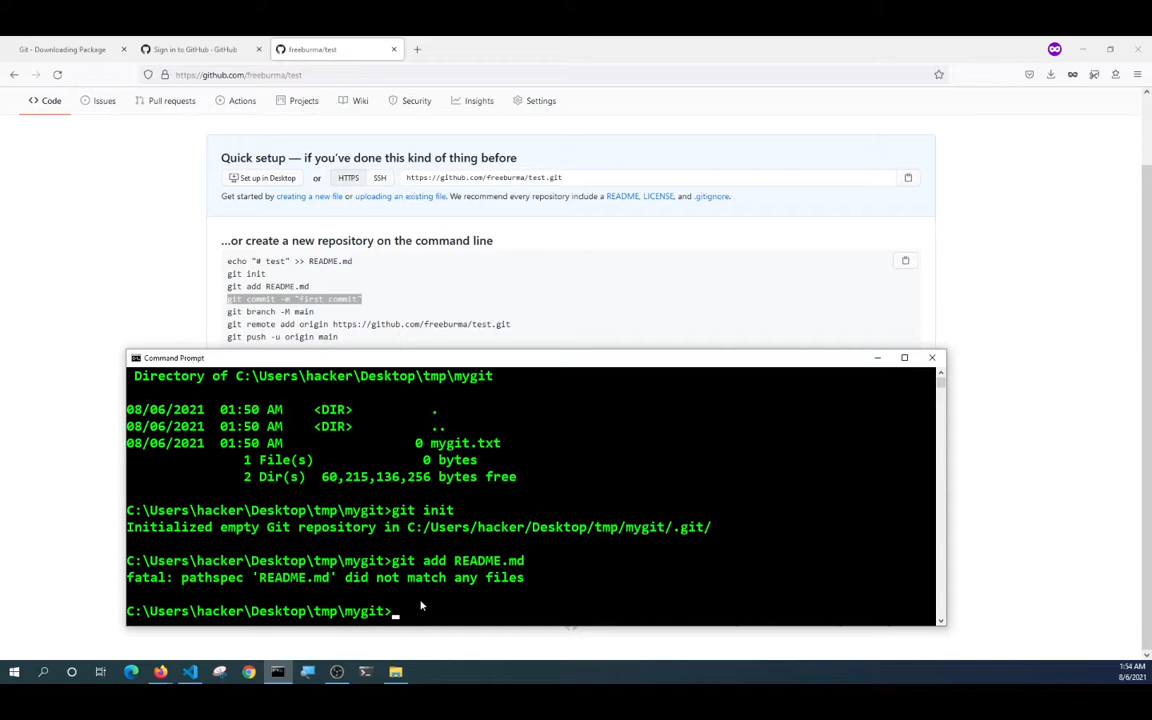 Git - Downloading Package
Sign in to GitHub · GitHub
freeburma/test
https://github.com/freeburma/test
Code
Issues
Pull requests
Actions
Projects
Wiki
Security
Insights
Settings
Quick setup — if you've done this kind of thing before
Set up in Desktop
or
HTTPS
SSH
https://github.com/freeburma/test.git
Get started by creating a new file or uploading an existing file. We recommend every repository include a README, LICENSE, and .gitignore.
...or create a new repository on the command line
echo "# test" >> README.md
git init
git add README.md
git commit -m "first commit"
git branch -M main
git remote add origin https://github.com/freeburma/test.git
git push -u origin main
Command Prompt
Directory of C:\Users\hacker\Desktop\tmp\mygit
08/06/2021 01:50 AM <DIR> .
08/06/2021 01:50 AM <DIR> ..
08/06/2021 01:50 AM 0 mygit.txt
1 File(s) 0 bytes
2 Dir(s) 60,215,136,256 bytes free
C:\Users\hacker\Desktop\tmp\mygit>git init
Initialized empty Git repository in C:/Users/hacker/Desktop/tmp/mygit/.git/
C:\Users\hacker\Desktop\tmp\mygit>git add README.md
fatal: pathspec 'README.md' did not match any files
C:\Users\hacker\Desktop\tmp\mygit>
1:54 AM
8/6/2021